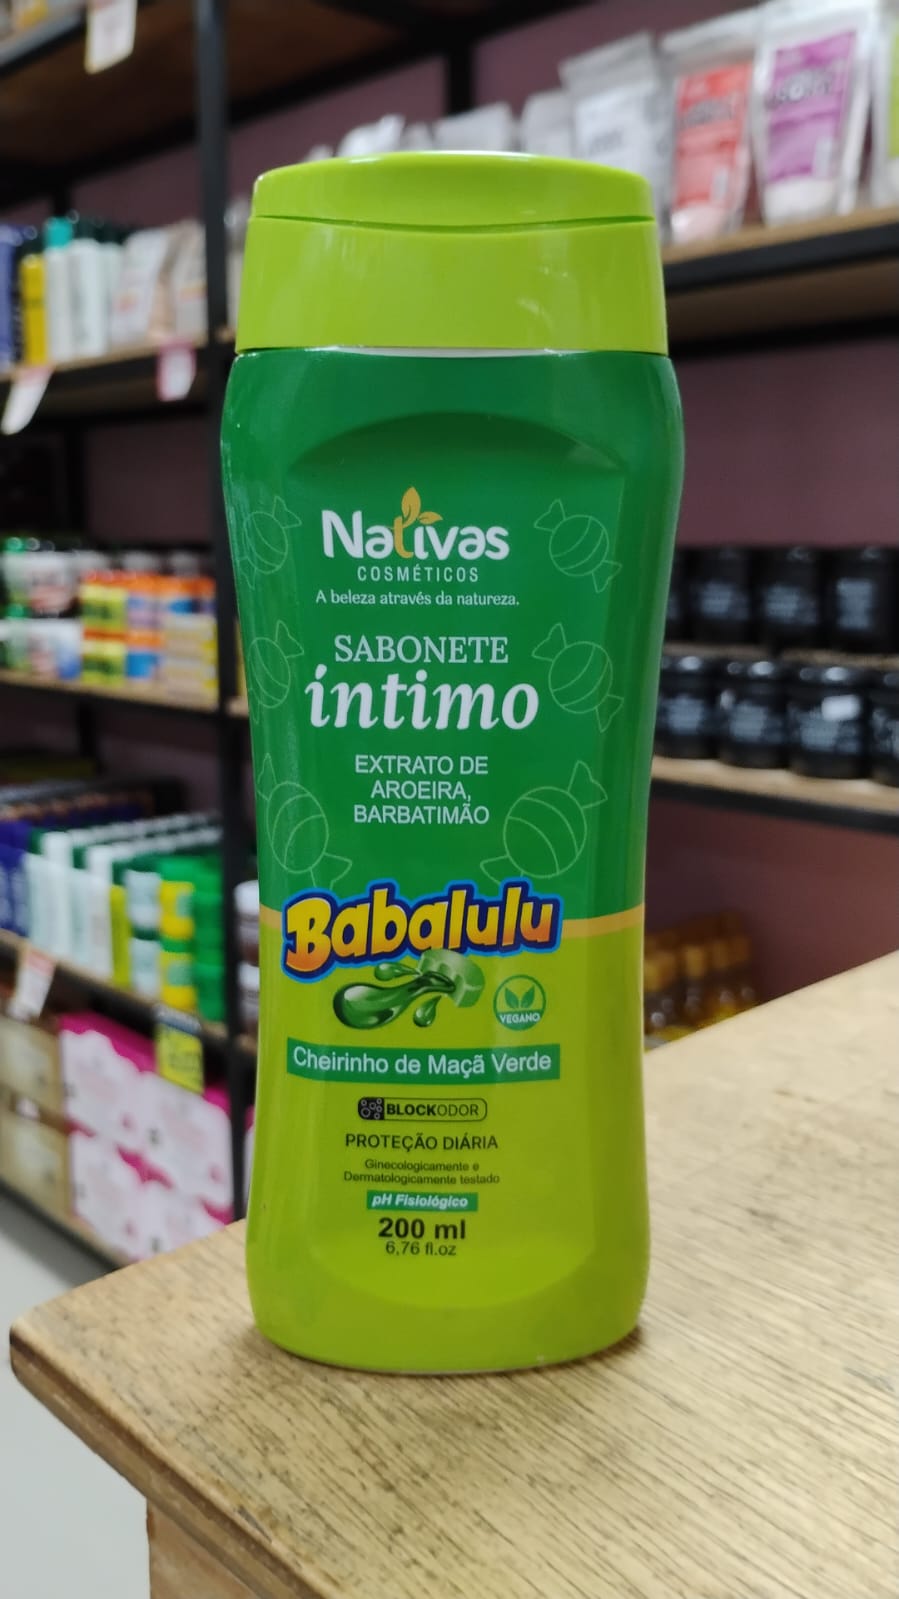 Nativas
COSMÉTICOS
A beleza através da natureza.
SABONETE
íntimo
EXTRATO DE
AROEIRA,
BARBATIMÃO
Babalulu
VEGANO
Cheirinho de Maçã Verde
BLOCKODOR
PROTEÇÃO DIÁRIA
Ginecologicamente e
Dermatologicamente testado
pH Fisiológico
200 ml
6,76 fl.oz